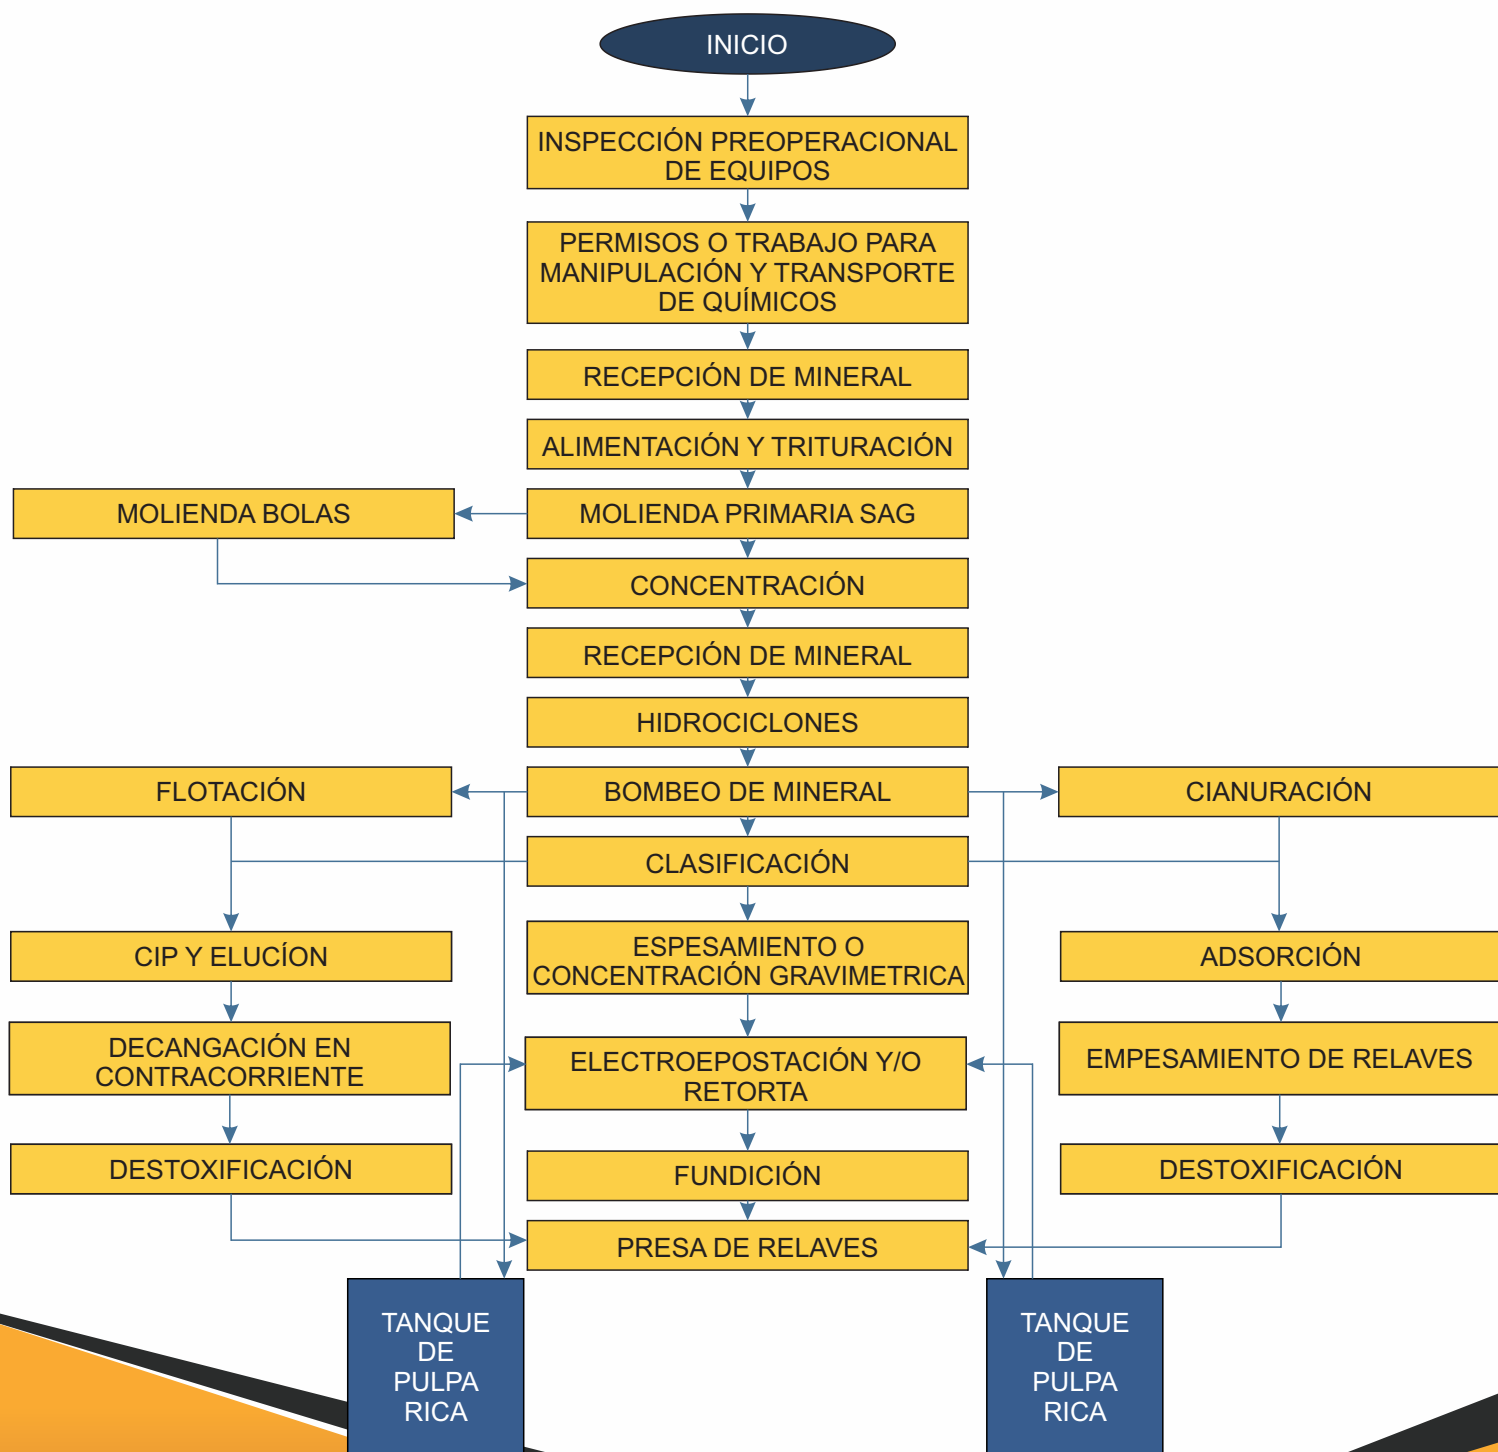 INICIO
INSPECCIÓN PREOPERACIONAL
DE EQUIPOS
PERMISOS O TRABAJO PARA
MANIPULACIÓN Y TRANSPORTE
DE QUÍMICOS
RECEPCIÓN DE MINERAL
ALIMENTACIÓN Y TRITURACIÓN
MOLIENDA BOLAS
MOLIENDA PRIMARIA SAG
CONCENTRACIÓN
RECEPCIÓN DE MINERAL
HIDROCICLONES
FLOTACIÓN
BOMBEO DE MINERAL
CIANURACIÓN
CLASIFICACIÓN
CIP Y ELUCÍON
ESPESAMIENTO O
CONCENTRACIÓN GRAVIMETRICA
ADSORCIÓN
DECANGACIÓN EN
CONTRACORRIENTE
ELECTROEPOSTACIÓN Y/O
RETORTA
EMPESAMIENTO DE RELAVES
DESTOXIFICACIÓN
FUNDICIÓN
DESTOXIFICACIÓN
PRESA DE RELAVES
TANQUE
DE
PULPA
RICA
TANQUE
DE
PULPA
RICA